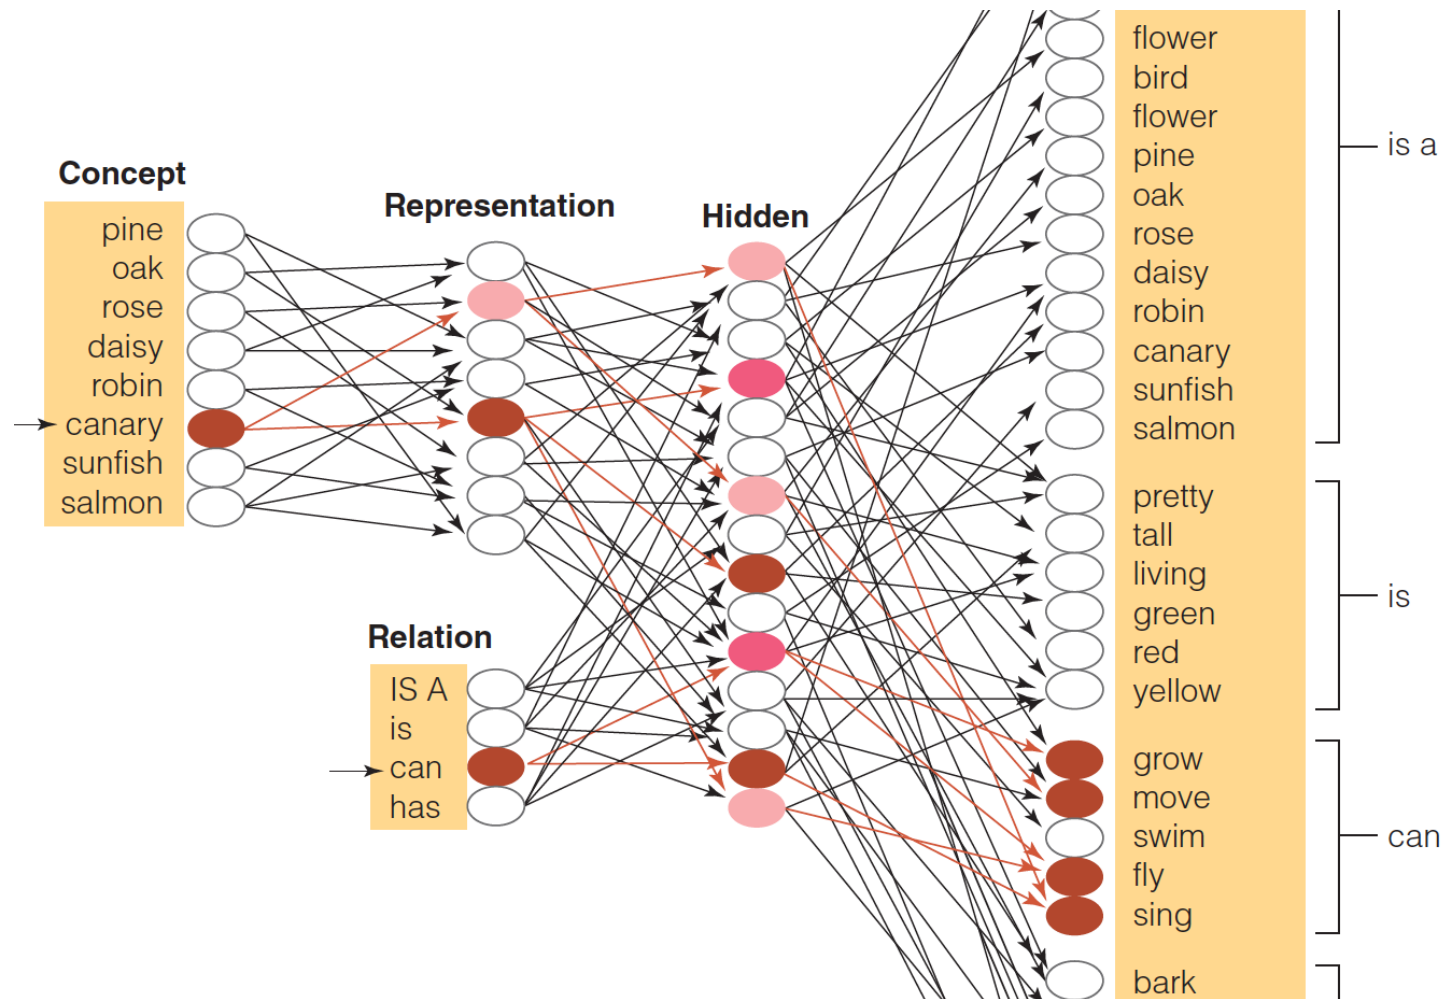 Concept
pine
oak
rose
daisy
robin
canary
sunfish
salmon
Representation
Relation
IS A
is
can
has
Hidden
flower
bird
flower
pine
oak
rose
daisy
robin
canary
sunfish
salmon
is a
pretty
tall
living
green
red
yellow
is
grow
move
swim
fly
sing
can
bark